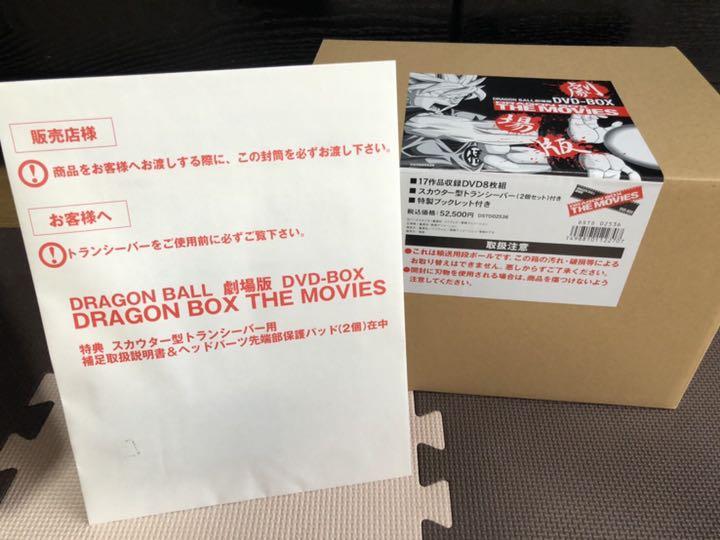 販売店様
商品をお客様へお渡しする際に、この封筒を必ずお渡し下さい。
お客様へ
トランシーバーをご使用前に必ずご覧下さい。
DRAGON BALL 劇場版 DVD-BOX
DRAGON BOX THE MOVIES
特典 スカウター型トランシーバー用
補足取扱説明書&ヘッドパーツ先端部保護パッド(2個)在中
劇
場
版
DRAGON BALL 劇場版 DVD-BOX
DRAGON BOX
THE MOVIES
■17作品収録DVD8枚組
■スカウター型トランシーバー(2個セット)付き
■特製ブックレット付き
税込価格:52,500円 DSTD02536
THE MOVIES
DSTD 02536
取扱注意
●これは輸送用段ボールです。この箱の汚れ・破損等による
お取り替えはできません。悪しからずご了承ください。
●開封に刃物を使用される場合は、商品を傷つけないよう
注意してください。